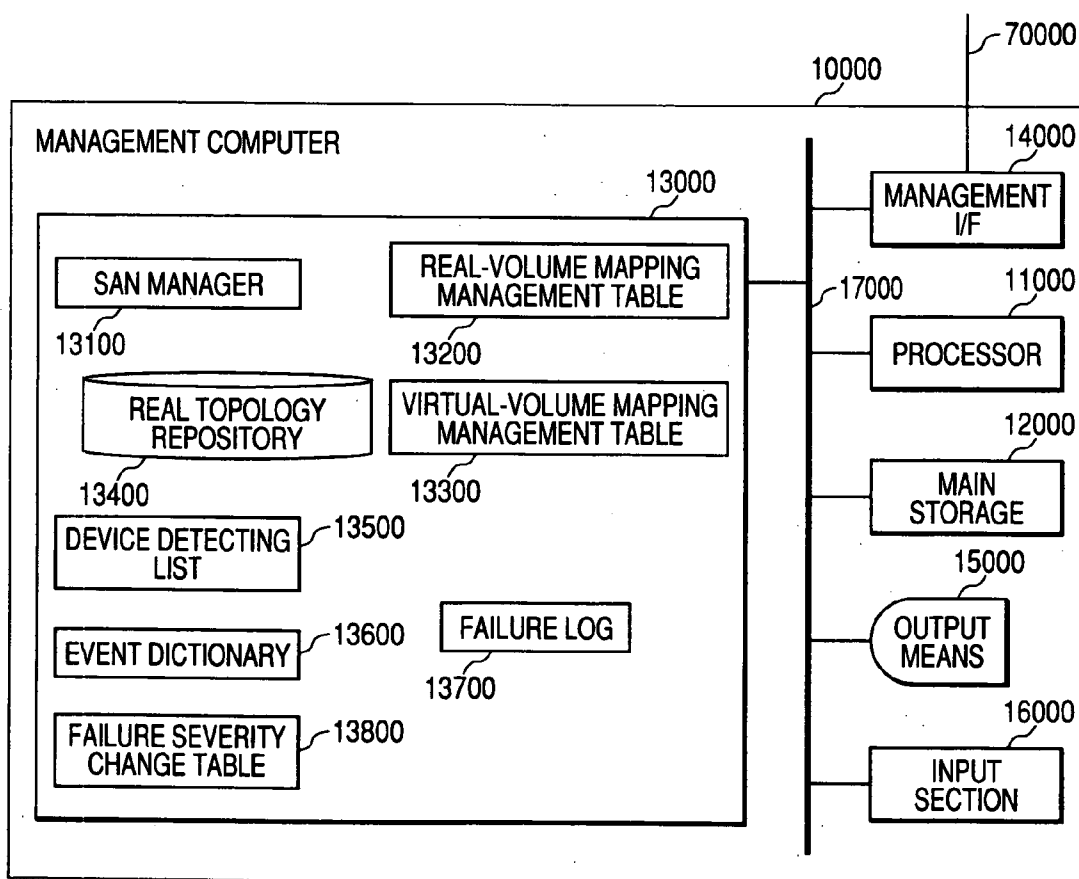 70000
10000
MANAGEMENT COMPUTER
14000
MANAGEMENT
I/F
13000
SAN MANAGER
13100
REAL-VOLUME MAPPING
MANAGEMENT TABLE
13200
17000
11000
PROCESSOR
REAL TOPOLOGY
REPOSITORY
13400
VIRTUAL-VOLUME MAPPING
MANAGEMENT TABLE
13300
12000
MAIN
STORAGE
DEVICE DETECTING
LIST
13500
15000
OUTPUT
MEANS
EVENT DICTIONARY
13600
FAILURE LOG
13700
FAILURE SEVERITY
CHANGE TABLE
13800
16000
INPUT
SECTION